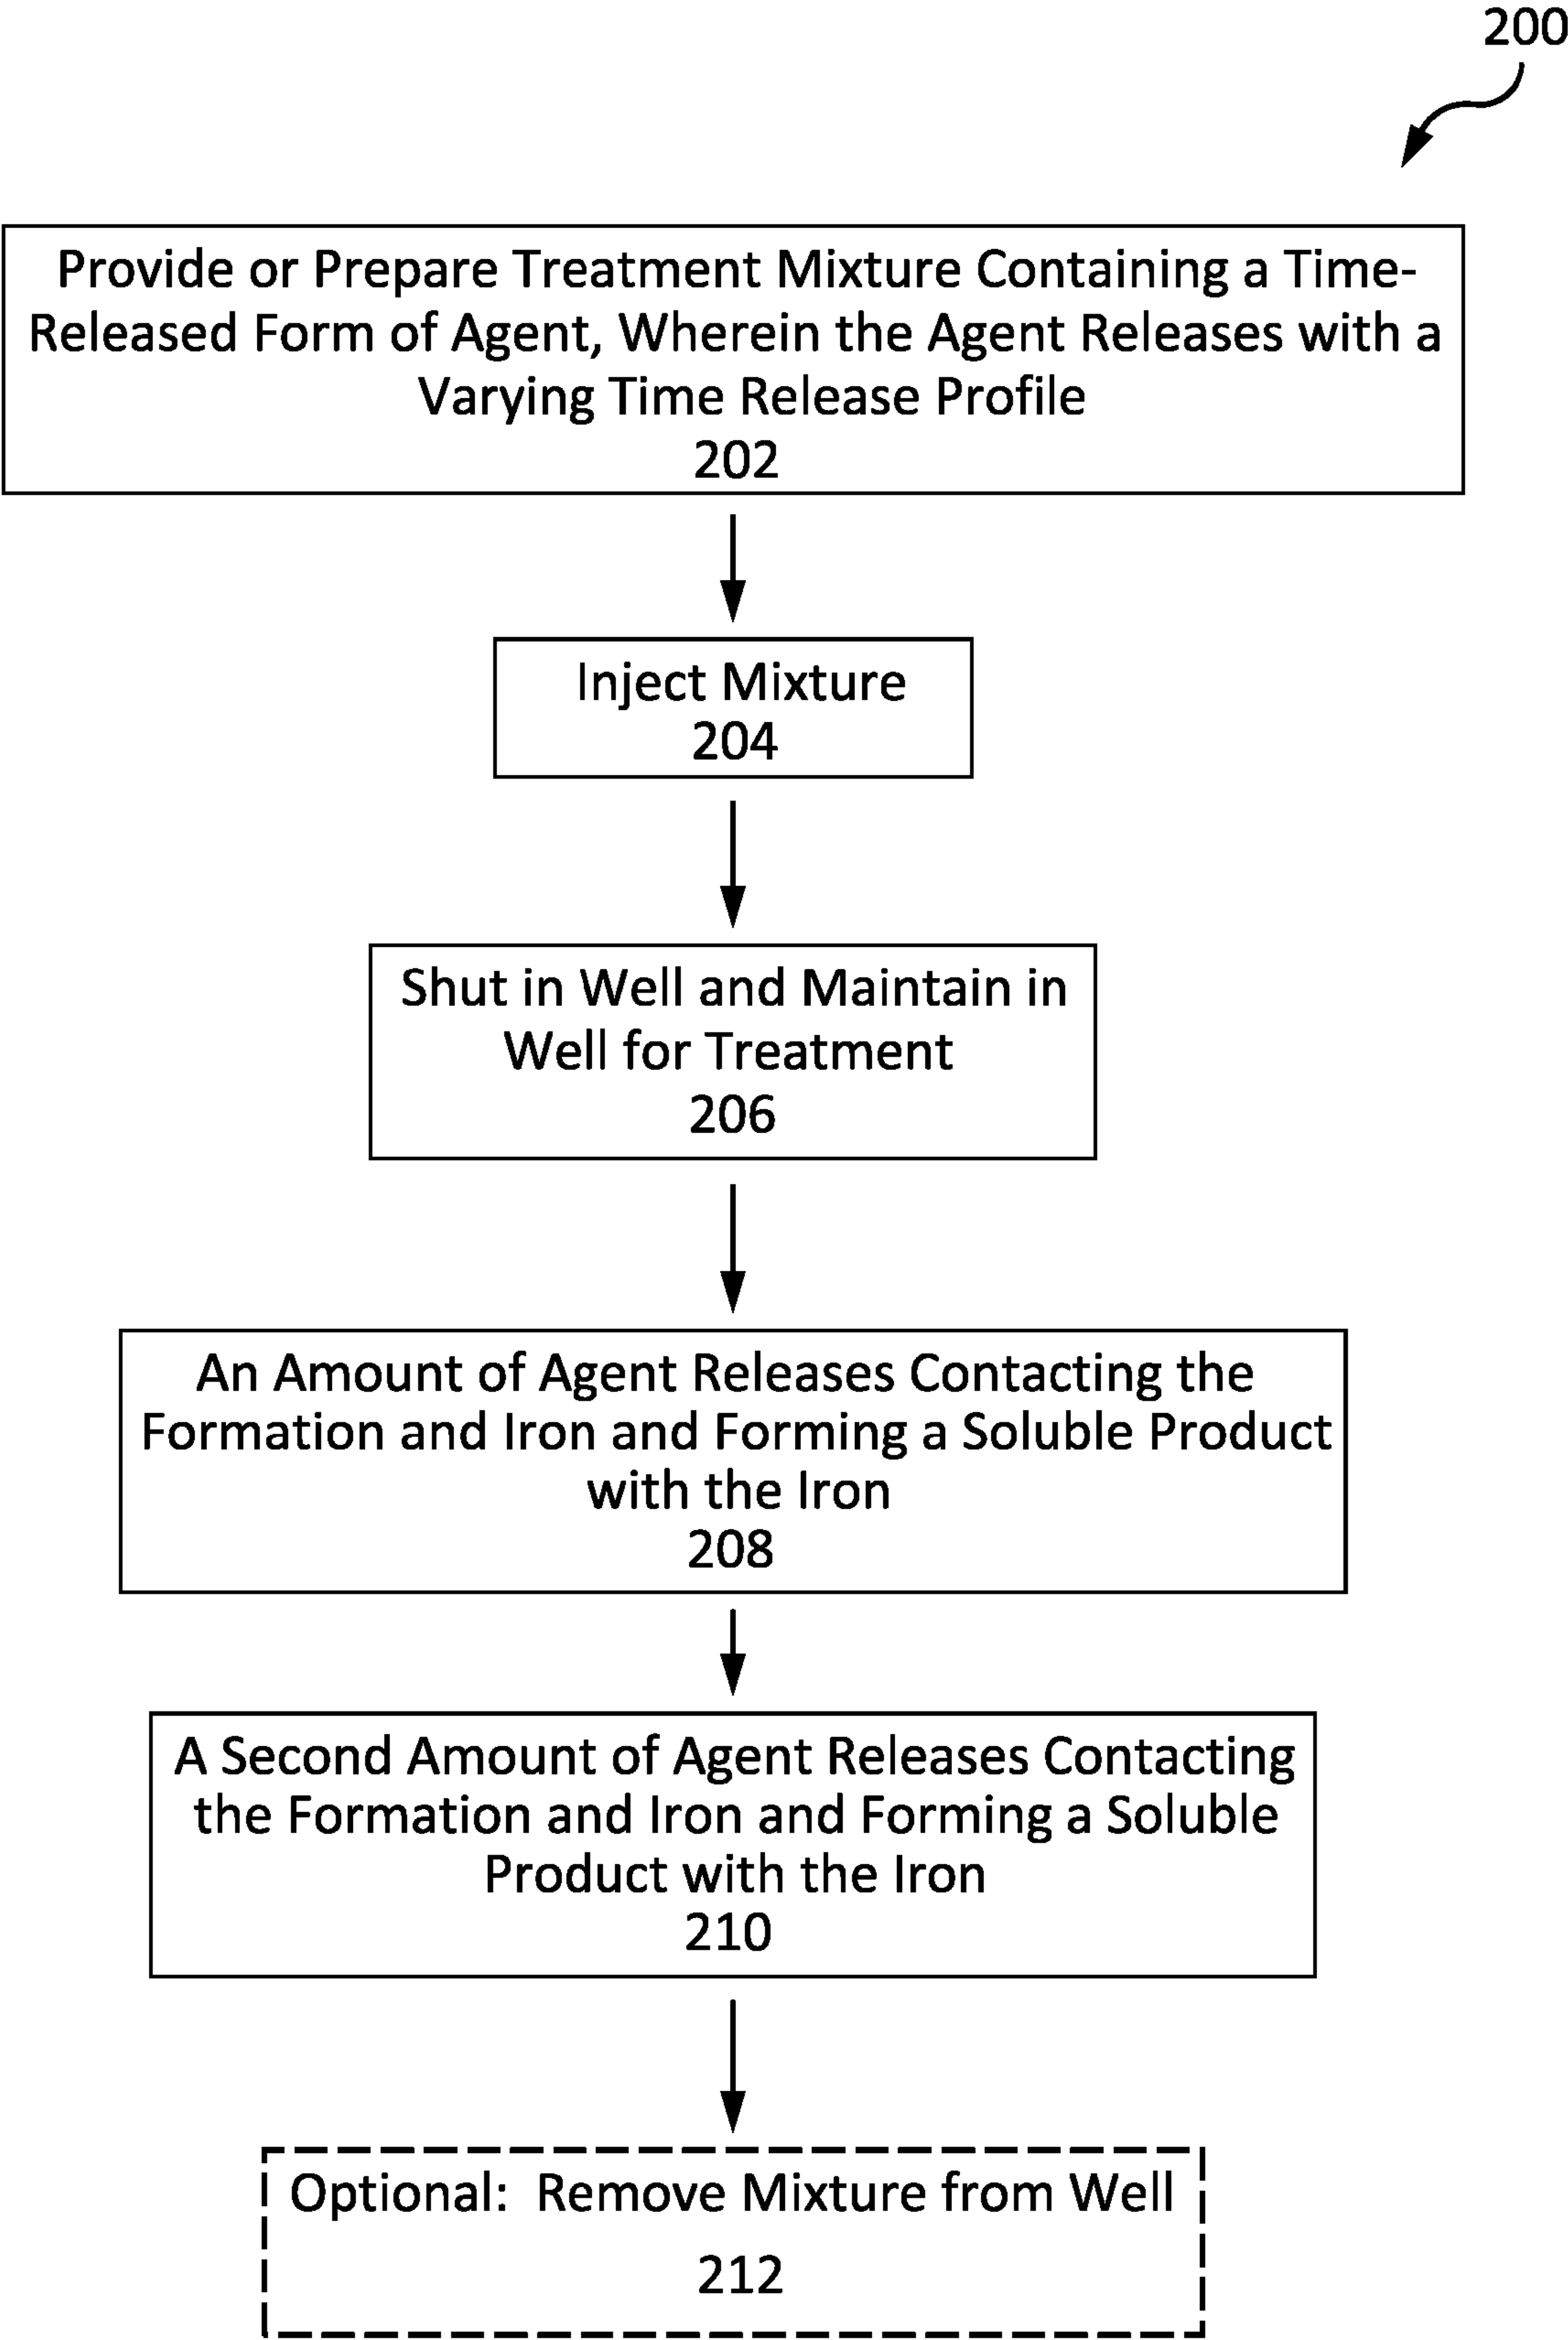 200
Provide or Prepare Treatment Mixture Containing a Time-
Released Form of Agent, Wherein the Agent Releases with a
Varying Time Release Profile
202
Inject Mixture
204
Shut in Well and Maintain in
Well for Treatment
206
An Amount of Agent Releases Contacting the
Formation and Iron and Forming a Soluble Product
with the Iron
208
A Second Amount of Agent Releases Contacting
the Formation and Iron and Forming a Soluble
Product with the Iron
210
Optional:  Remove Mixture from Well
212